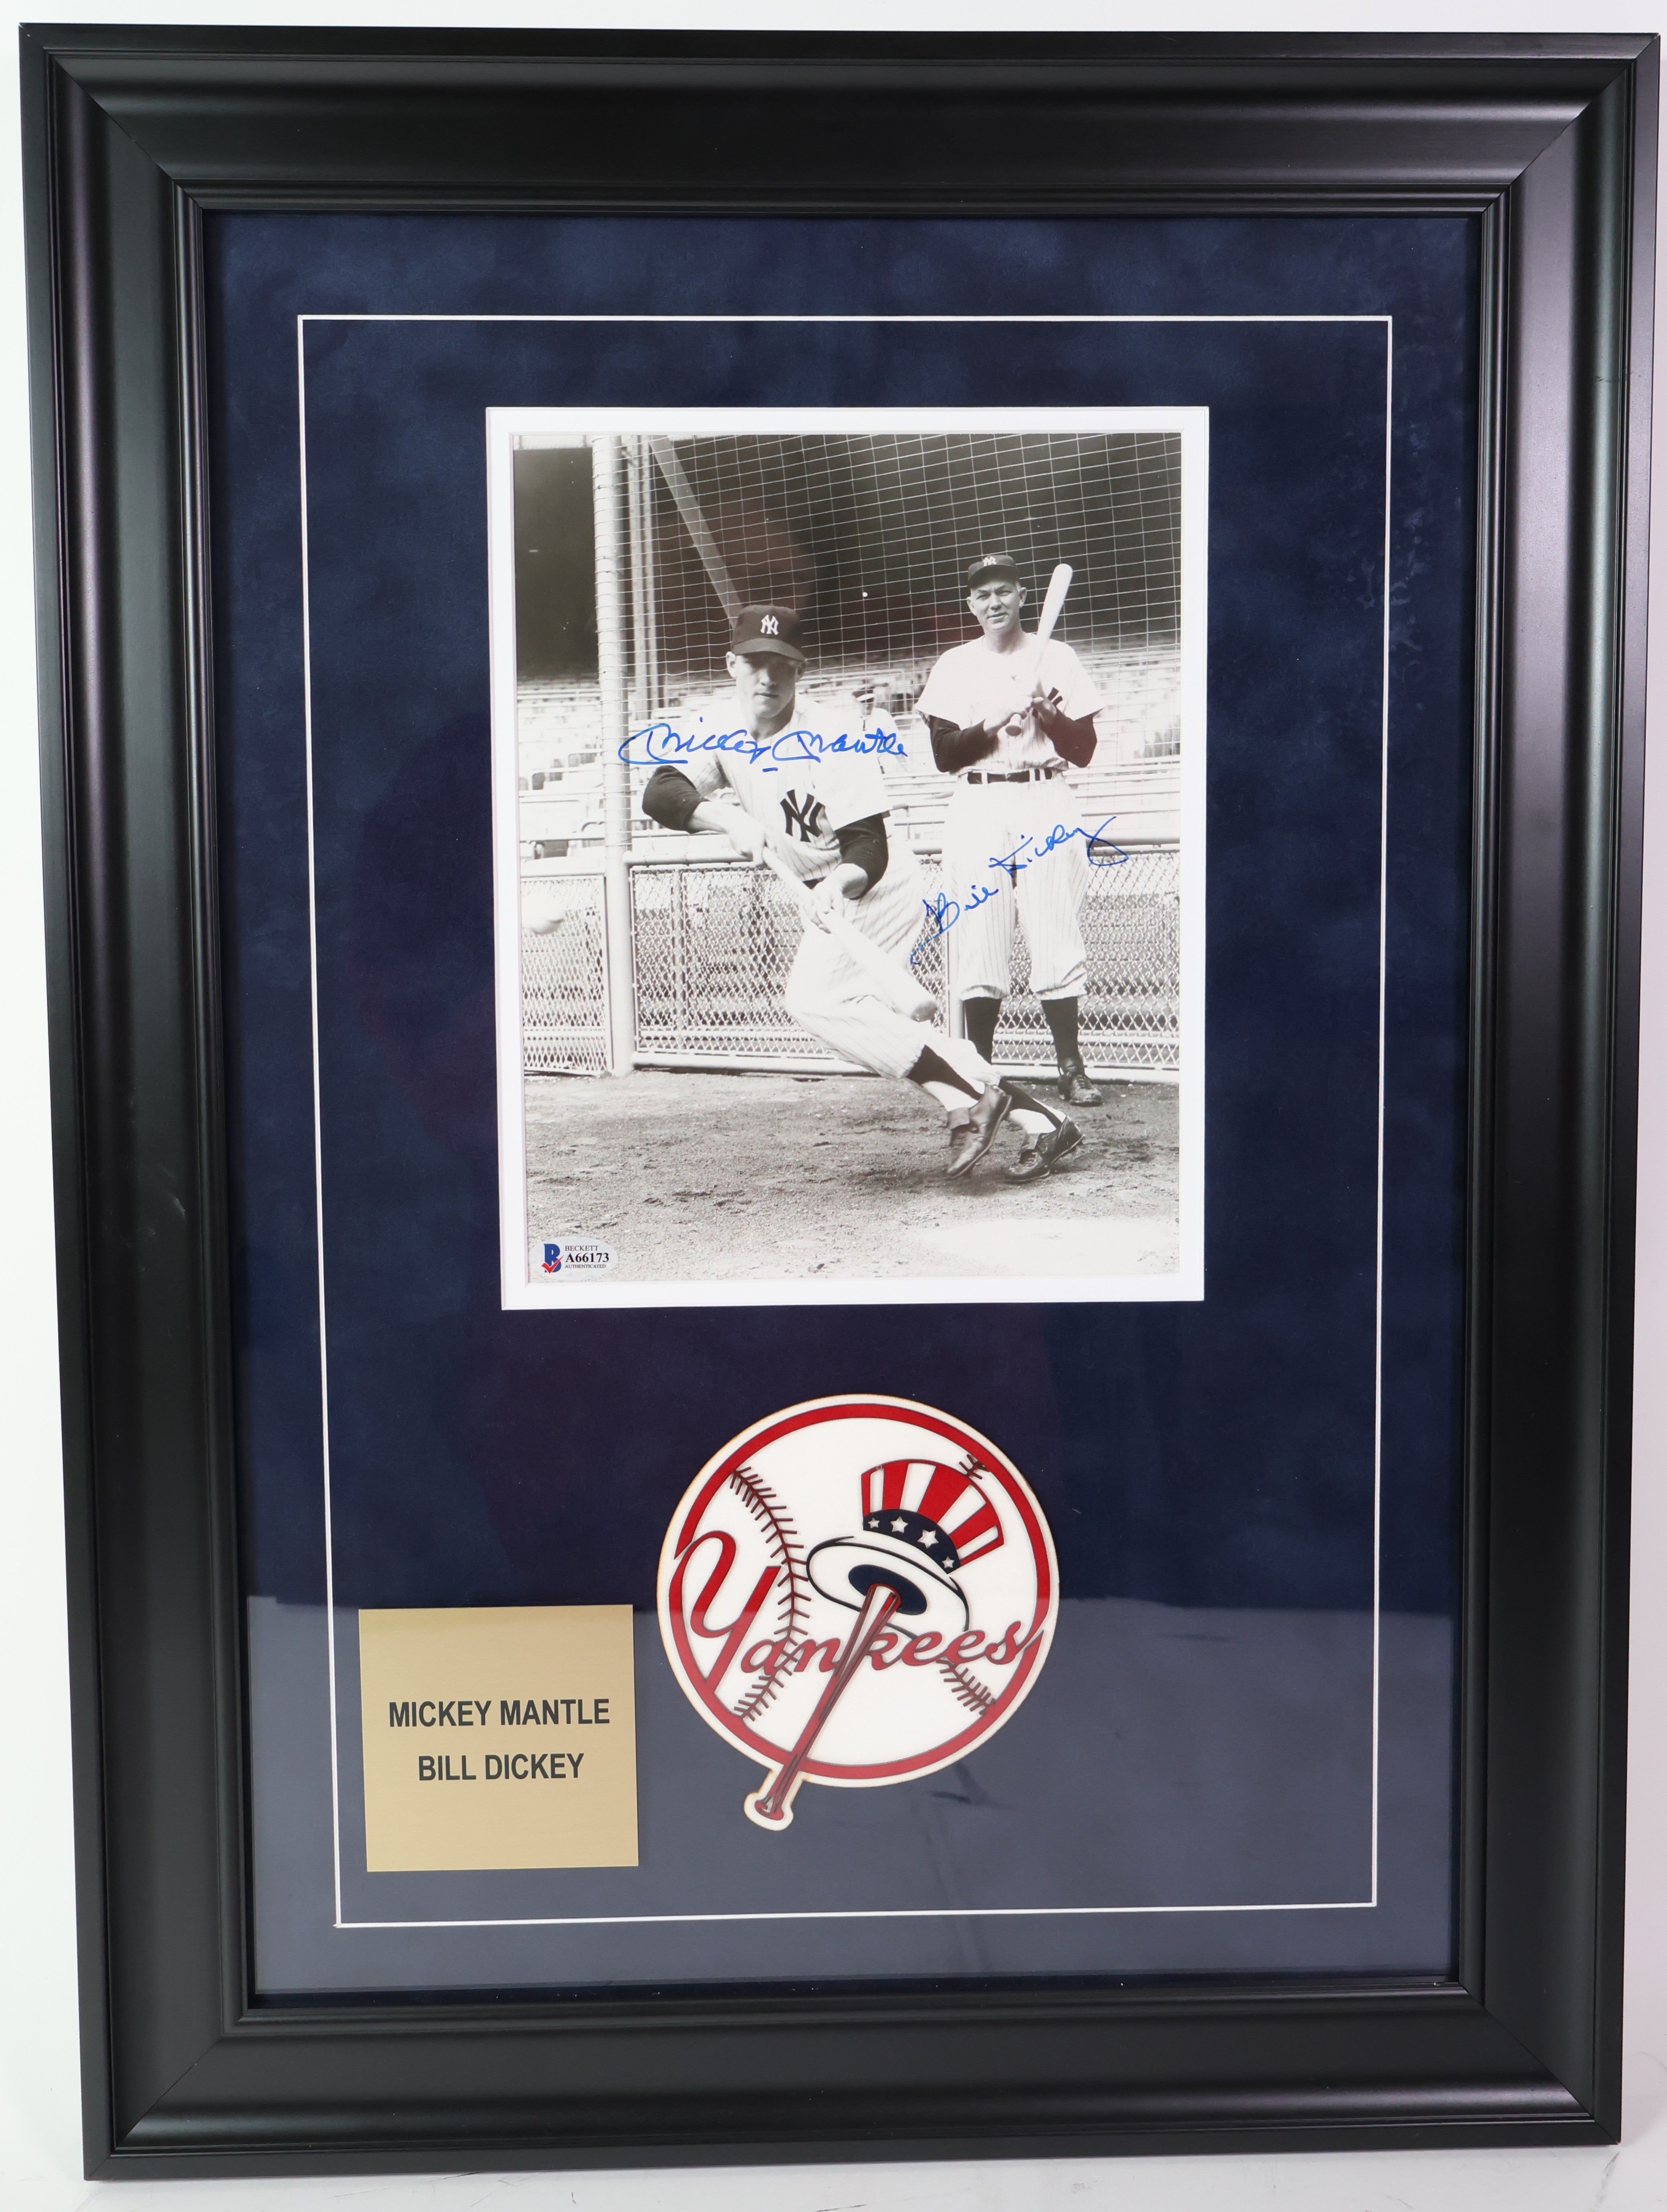 NY
NY
Mickey Mantle
NY
Bill Dickey
BECKETT
A66173
AUTHENTICATED
Yankees
MICKEY MANTLE
BILL DICKEY